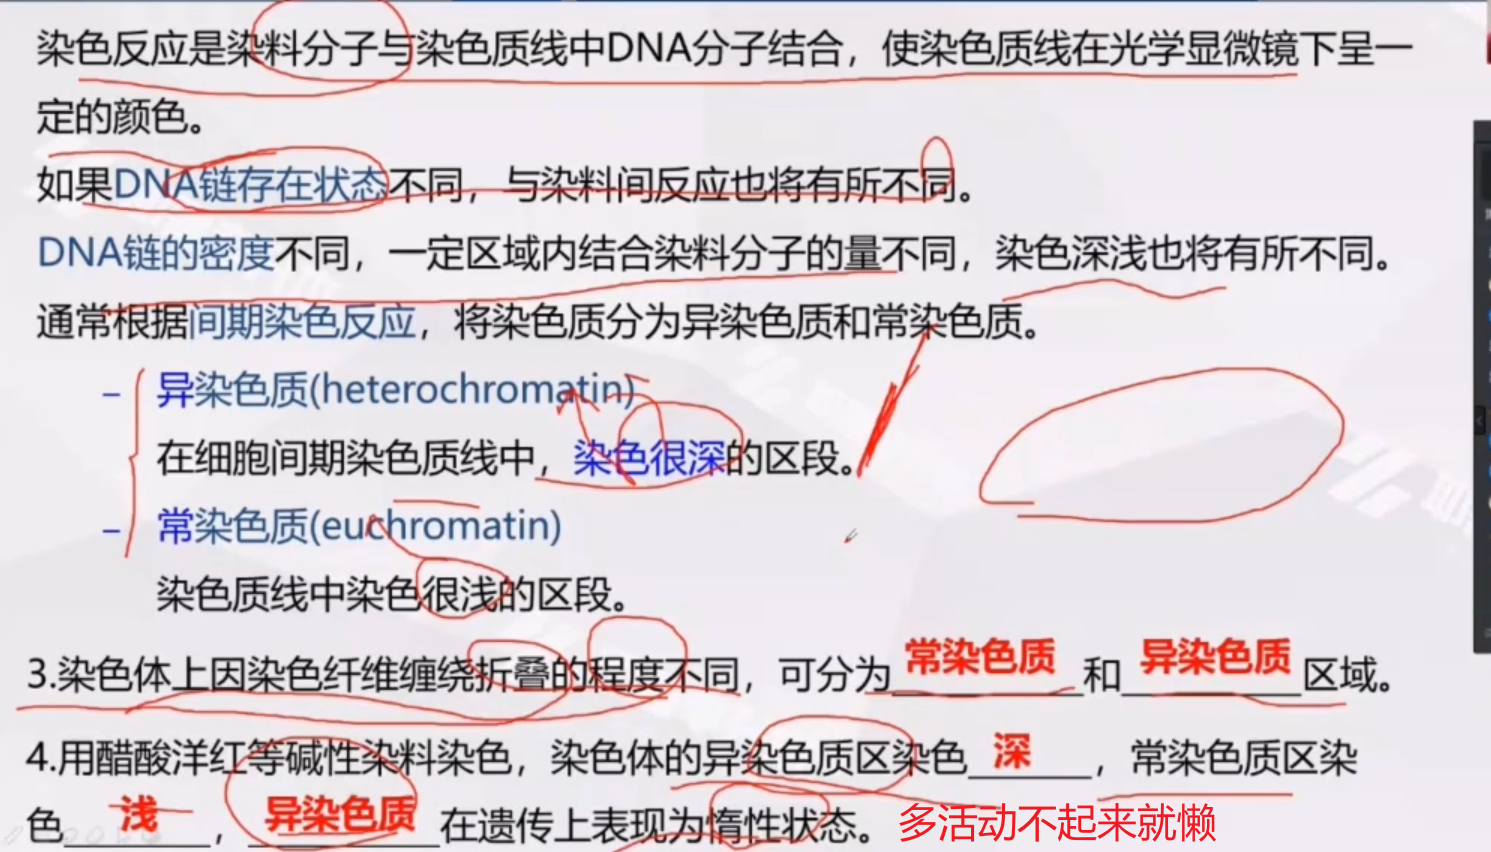 染色反应是染料分子与染色质线中DNA分子结合，使染色质线在光学显微镜下呈一
定的颜色。
如果DNA链存在状态不同，与染料间反应也将有所不同。
DNA链的密度不同，一定区域内结合染料分子的量不同，染色深浅也将有所不同。
通常根据间期染色反应，将染色质分为异染色质和常染色质。
– 异染色质(heterochromatin)
在细胞间期染色质线中，染色很深的区段。
– 常染色质(euchromatin)
染色质线中染色很浅的区段。
3.染色体上因染色纤维缠绕折叠的程度不同，可分为常染色质和异染色质区域。
4.用醋酸洋红等碱性染料染色，染色体的异染色质区染色深，常染色质区染
色浅，异染色质在遗传上表现为惰性状态。多活动不起来就懒